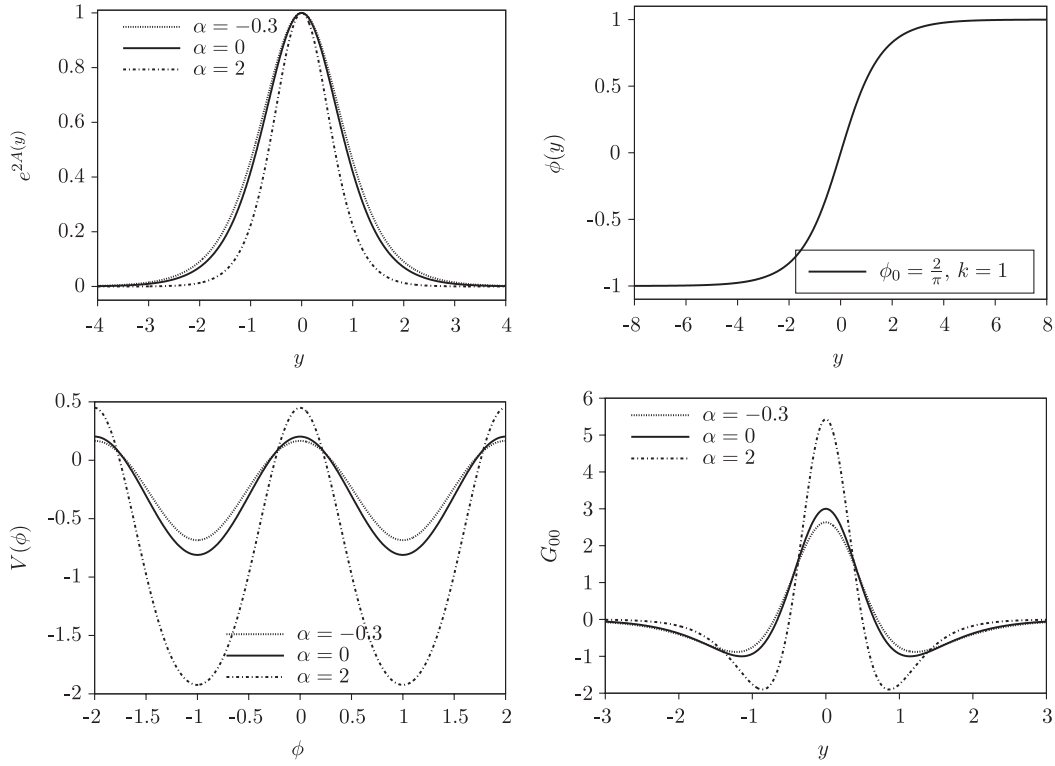 α = −0.3
α = 0
α = 2
1
0.8
0.6
0.4
0.2
0
-4 -3 -2 -1 0 1 2 3 4
e^{2A(y)}
y
1
0.5
0
-0.5
-1
-8 -6 -4 -2 0 2 4 6 8
ϕ(y)
y
ϕ₀ = 2/π, k = 1
0.5
0
-0.5
-1
-1.5
-2
-2 -1.5 -1 -0.5 0 0.5 1 1.5 2
V(ϕ)
ϕ
α = −0.3
α = 0
α = 2
6
5
4
3
2
1
0
-1
-2
-3 -2 -1 0 1 2 3
G₀₀
y
α = −0.3
α = 0
α = 2